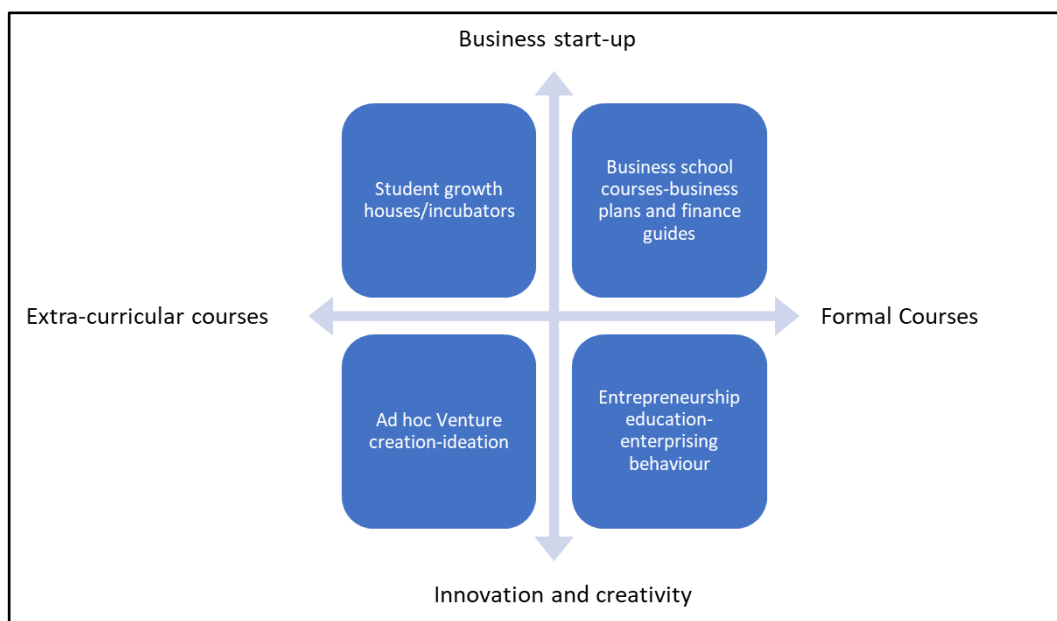 Business start-up
Student growth
houses/incubators
Business school
courses-business
plans and finance
guides
Extra-curricular courses
Formal Courses
Ad hoc Venture
creation-ideation
Entrepreneurship
education-
enterprising
behaviour
Innovation and creativity